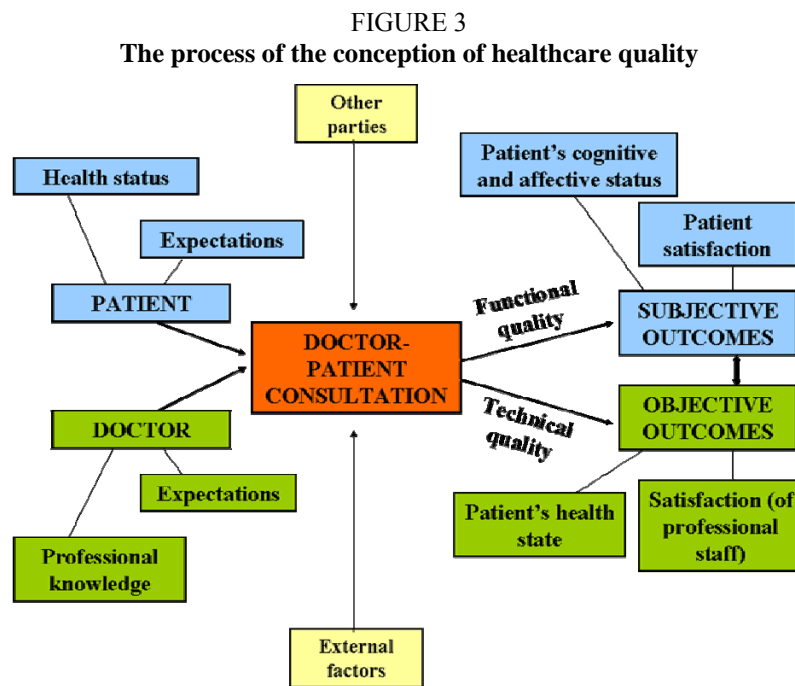 FIGURE 3
The process of the conception of healthcare quality
Other
parties
Patient's cognitive
and affective status
Health status
Expectations
Patient
satisfaction
PATIENT
Functional
quality
SUBJECTIVE
OUTCOMES
DOCTOR-
PATIENT
CONSULTATION
DOCTOR
Technical
quality
OBJECTIVE
OUTCOMES
Expectations
Patient's health
state
Satisfaction (of
professional
staff)
Professional
knowledge
External
factors